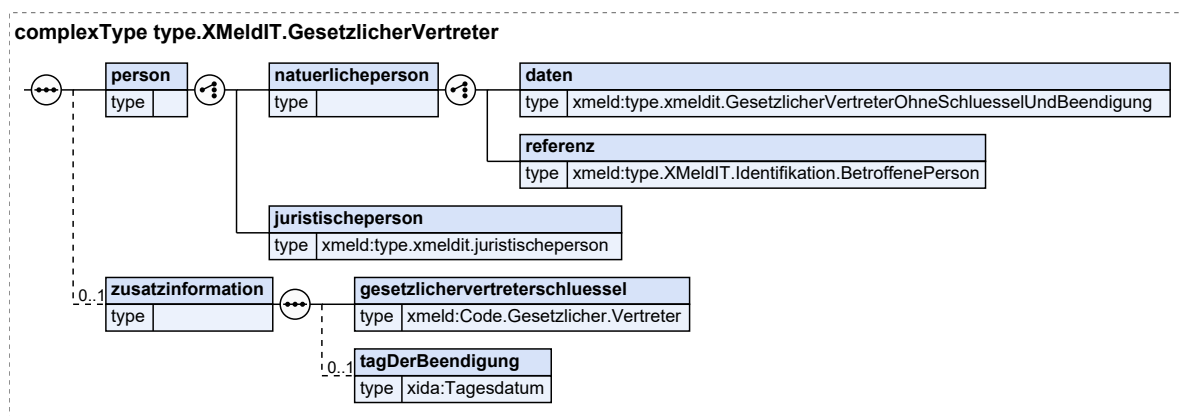 complexType type.XMeldIT.GesetzlicherVertreter
person
type
natuerlicheperson
type
daten
type xmeld:type.xmeldit.GesetzlicherVertreterOhneSchluesselUndBeendigung
referenz
type xmeld:type.XMeldIT.Identifikation.BetroffenePerson
juristischeperson
type xmeld:type.xmeldit.juristischeperson
0..1
zusatzinformation
type
gesetzlichervertreterschluessel
type xmeld:Code.Gesetzlicher.Vertreter
0..1
tagDerBeendigung
type xida:Tagesdatum